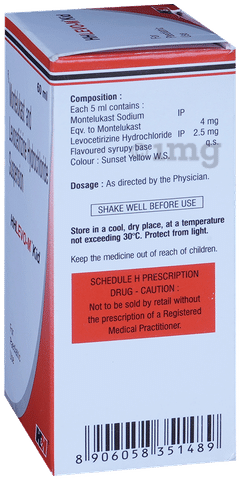 60 ml
Montelukast and
Levocetirizine Hydrochloride
Suspension
Composition :
Each 5 ml contains :
Montelukast Sodium IP
Eqv. to Montelukast 4 mg
Levocetirizine Hydrochloride IP 2.5 mg
Flavoured syrupy base q.s.
Colour : Sunset Yellow W.S.
Dosage : As directed by the Physician.
SHAKE WELL BEFORE USE
Store in a cool, dry place, at a temperature
not exceeding 30°C. Protect from light.
Keep the medicine out of reach of children.
SCHEDULE H PRESCRIPTION
DRUG - CAUTION :
Not to be sold by retail without
the prescription of a Registered
Medical Practitioner.
8 906058 351489